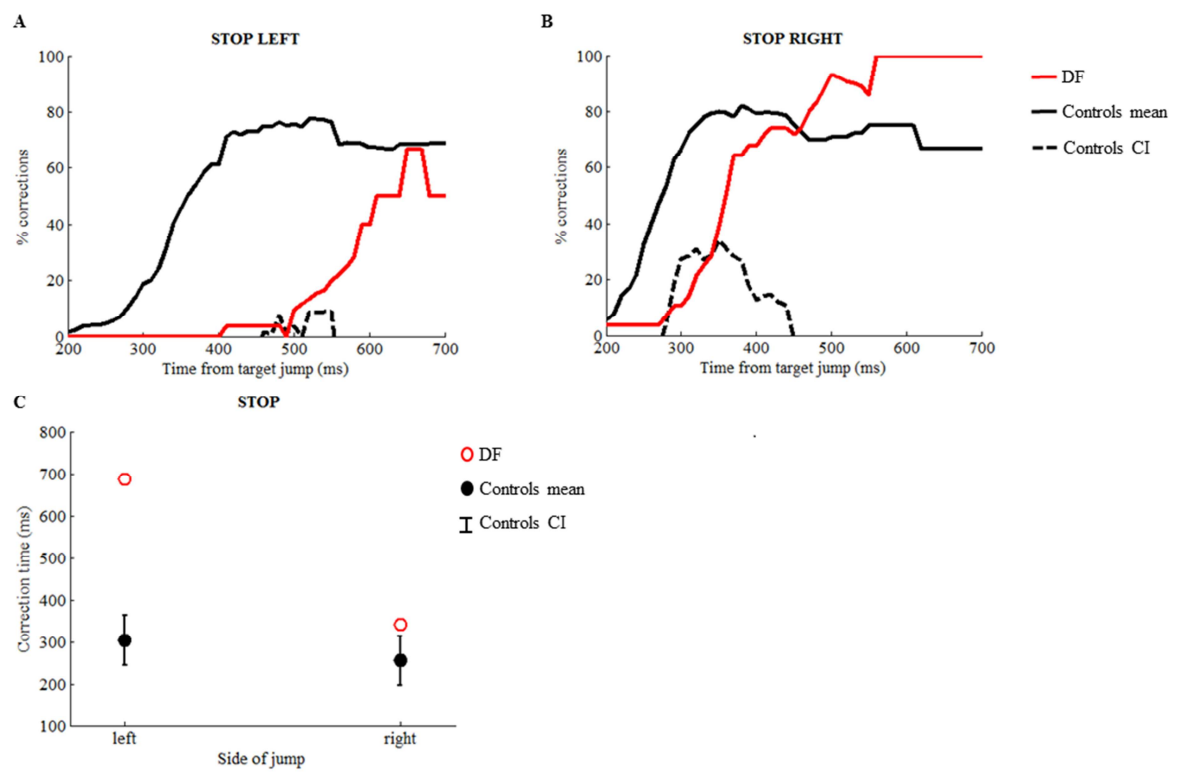 A
STOP LEFT
100
80
60
40
20
0
% corrections
200 300 400 500 600 700
Time from target jump (ms)
B
STOP RIGHT
100
80
60
40
20
0
% corrections
200 300 400 500 600 700
Time from target jump (ms)
DF
Controls mean
Controls CI
C
STOP
800
700
600
500
400
300
200
100
Correction time (ms)
left right
Side of jump
DF
Controls mean
Controls CI